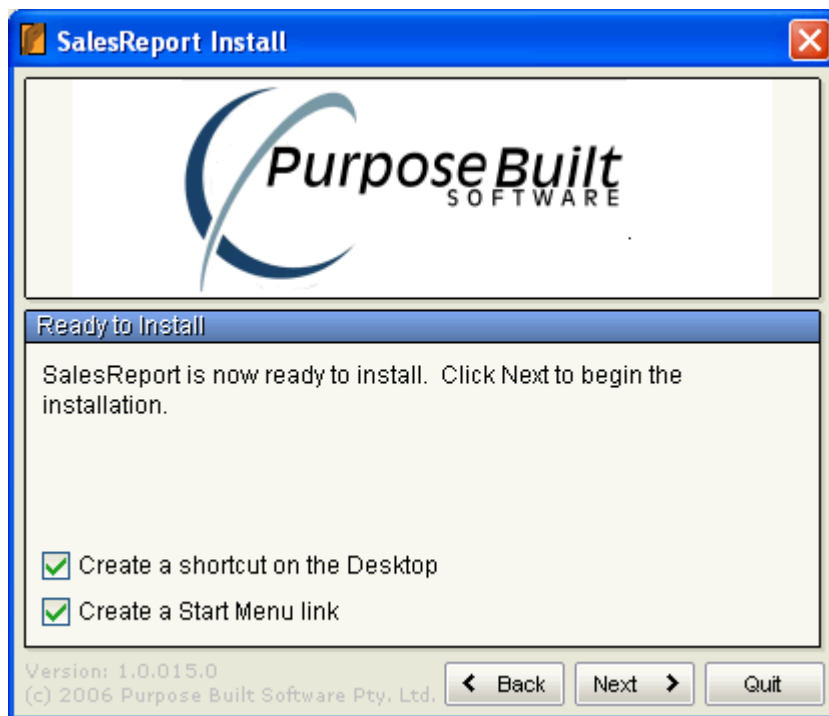 SalesReport Install
Purpose Built
SOFTWARE
Ready to Install
SalesReport is now ready to install. Click Next to begin the
installation.
Create a shortcut on the Desktop
Create a Start Menu link
Version: 1.0.015.0
(c) 2006 Purpose Built Software Pty. Ltd.
Back Next Quit